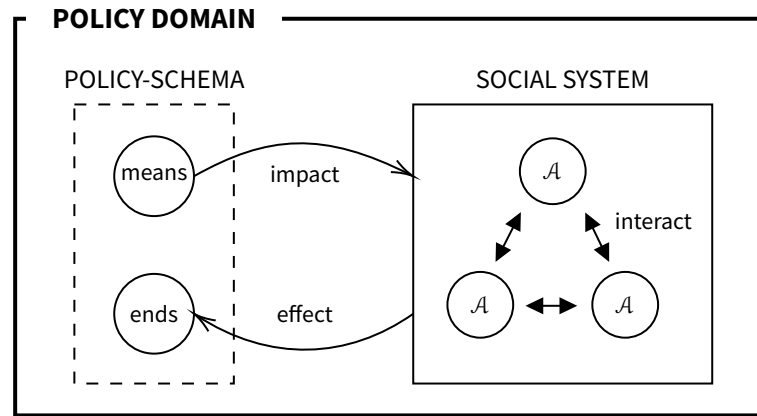 POLICY DOMAIN
POLICY-SCHEMA
SOCIAL SYSTEM
means
impact
𝒜
interact
ends
effect
𝒜
𝒜